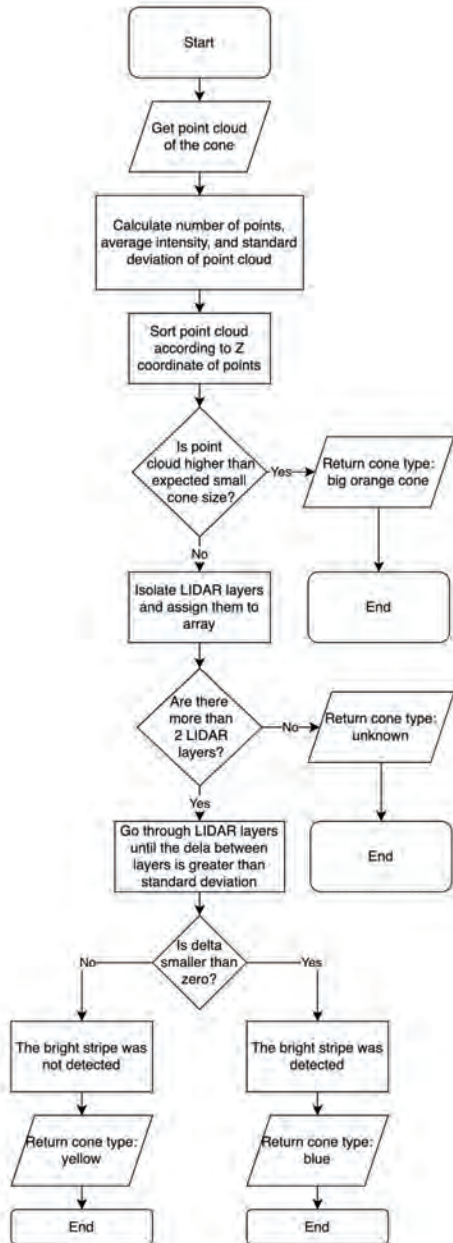 Start
Get point cloud
of the cone
Calculate number of points,
average intensity, and standard
deviation of point cloud
Sort point cloud
according to Z
coordinate of points
Is point
cloud higher than
expected small
cone size?
Yes
Return cone type:
big orange cone
No
End
Isolate LIDAR layers
and assign them to
array
Are there
more than
2 LIDAR
layers?
No
Return cone type:
unknown
Yes
End
Go through LIDAR layers
until the dela between
layers is greater than
standard deviation
Is delta
smaller than
zero?
No
Yes
The bright stripe was
not detected
The bright stripe was
detected
Return cone type:
yellow
Return cone type:
blue
End
End